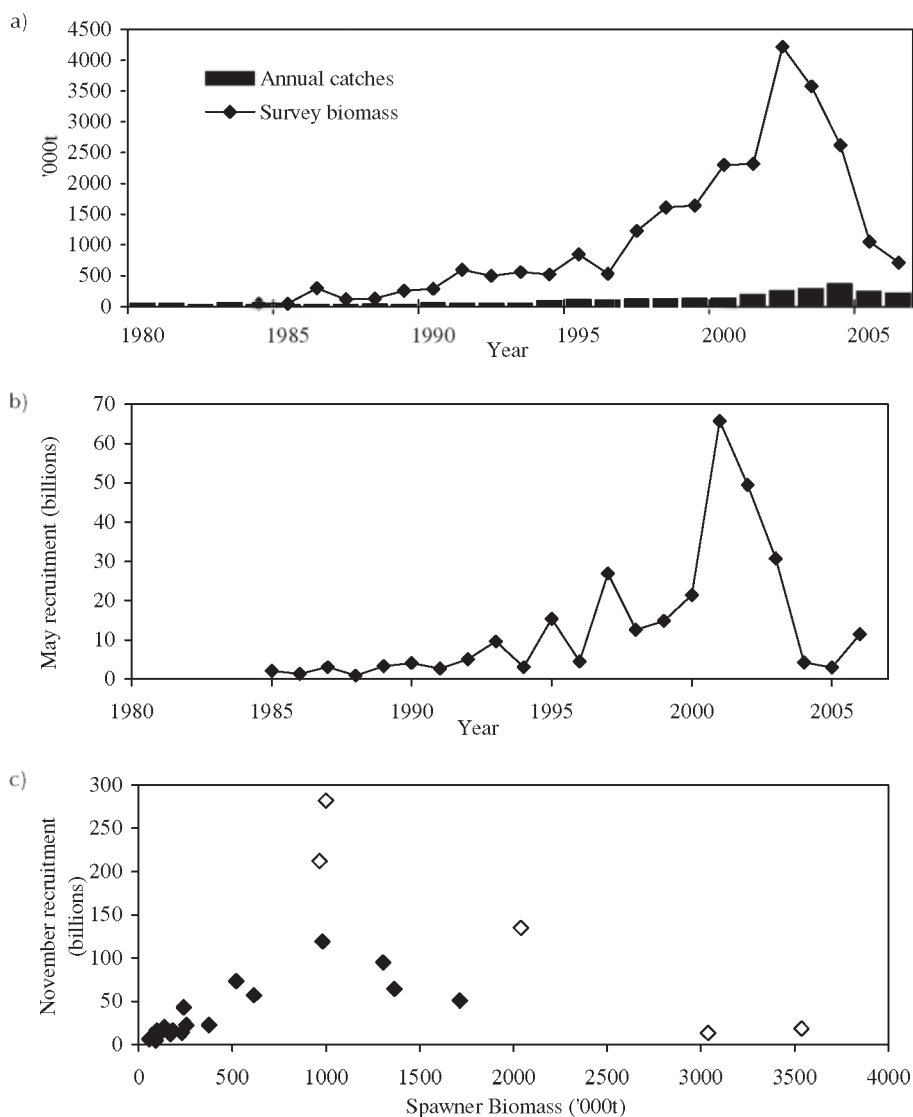 a)
4500
4000
3500
3000
2500
2000
1500
1000
500
0
'000t
Annual catches
Survey biomass
1980 1985 1990 1995 2000 2005
Year
b)
70
60
50
40
30
20
10
0
May recruitment (billions)
1980 1985 1990 1995 2000 2005
Year
c)
300
250
200
150
100
50
0
November recruitment
(billions)
0 500 1000 1500 2000 2500 3000 3500 4000
Spawner Biomass ('000t)